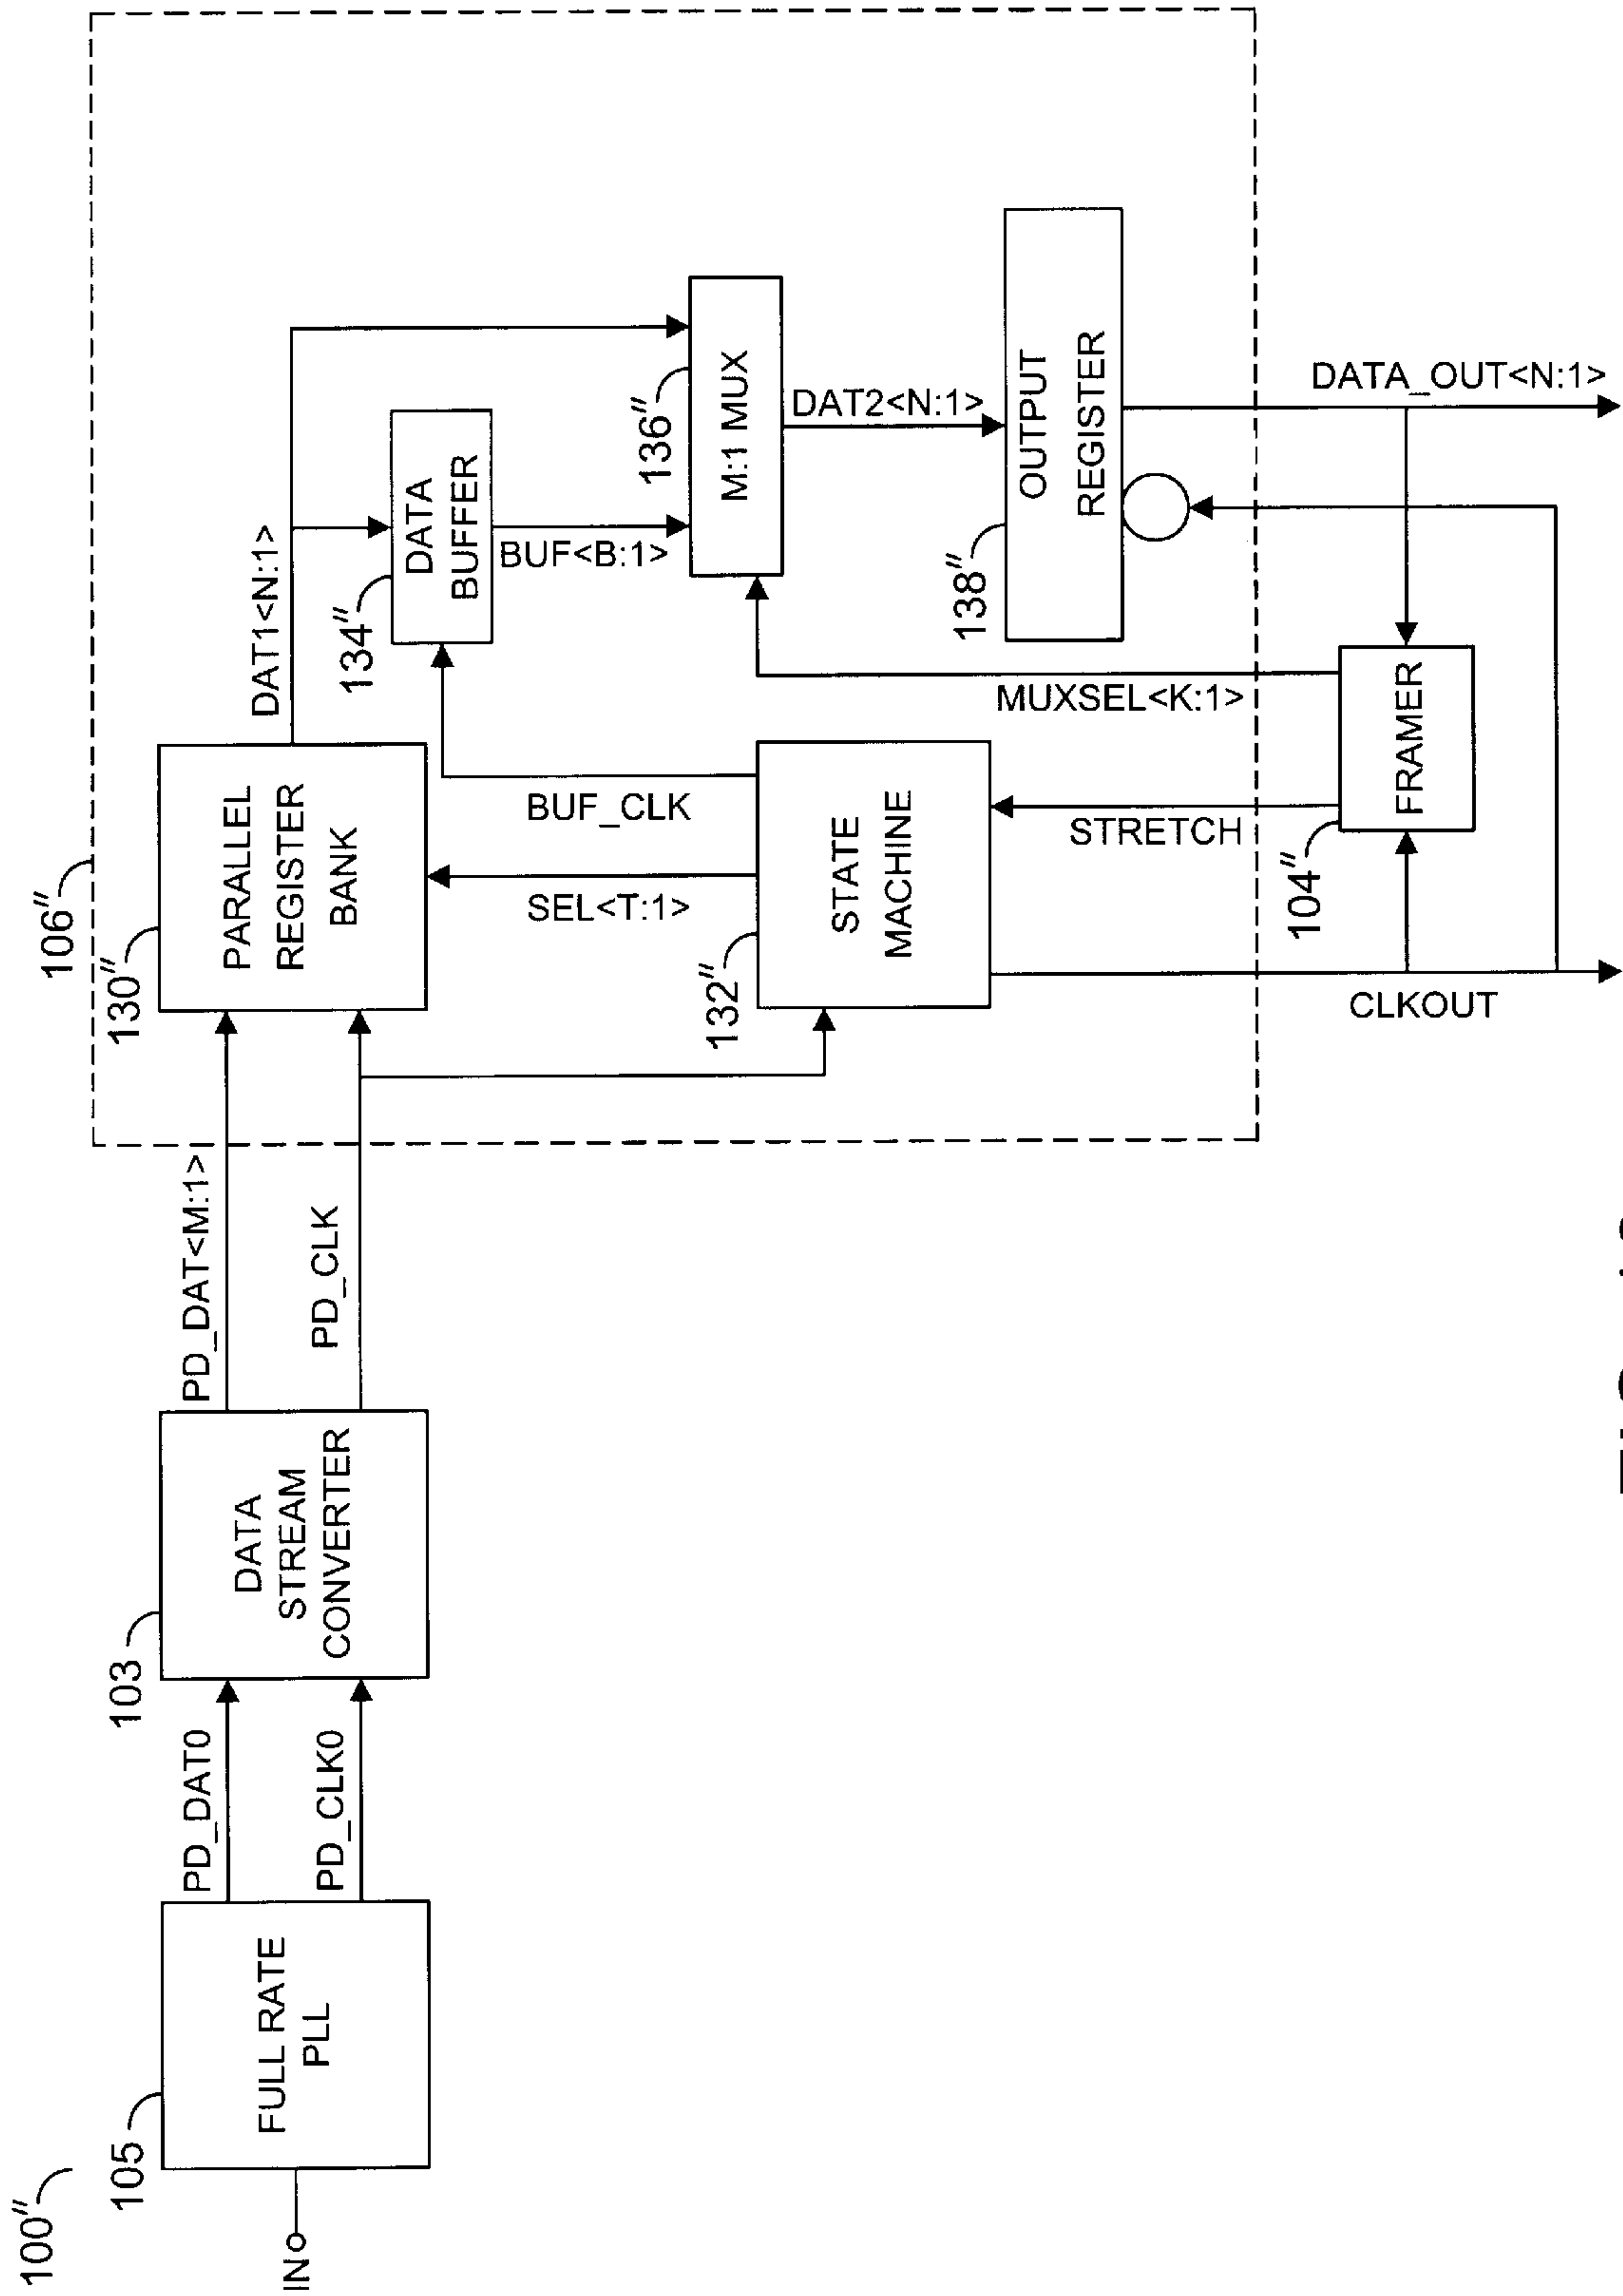 100″
105
FULL RATE
PLL
IN
PD_DAT0
PD_CLK0
103
DATA
STREAM
CONVERTER
PD_DAT<M:1>
PD_CLK
106″
130″
PARALLEL
REGISTER
BANK
DAT1<N:1>
134″
DATA
BUFFER
BUF<B:1>
136″
M:1 MUX
DAT2<N:1>
138″
OUTPUT
REGISTER
BUF_CLK
SEL<T:1>
132″
STATE
MACHINE
MUXSEL<K:1>
STRETCH
104″
FRAMER
DATA_OUT<N:1>
CLKOUT